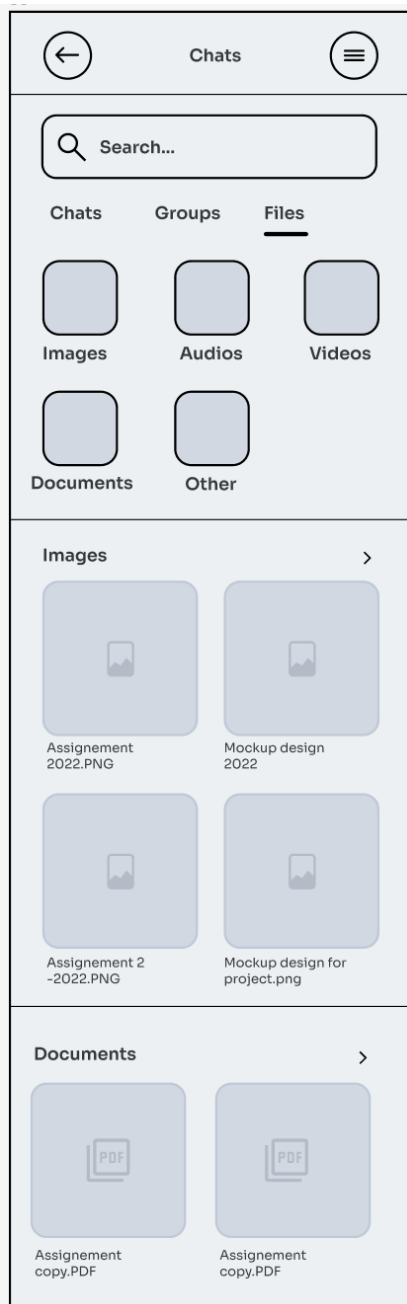 Chats
Search...
Chats Groups Files
Images Audios Videos
Documents Other
Images
Assignement
2022.PNG
Mockup design
2022
Assignement 2
-2022.PNG
Mockup design for
project.png
Documents
PDF
PDF
Assignement
copy.PDF
Assignement
copy.PDF